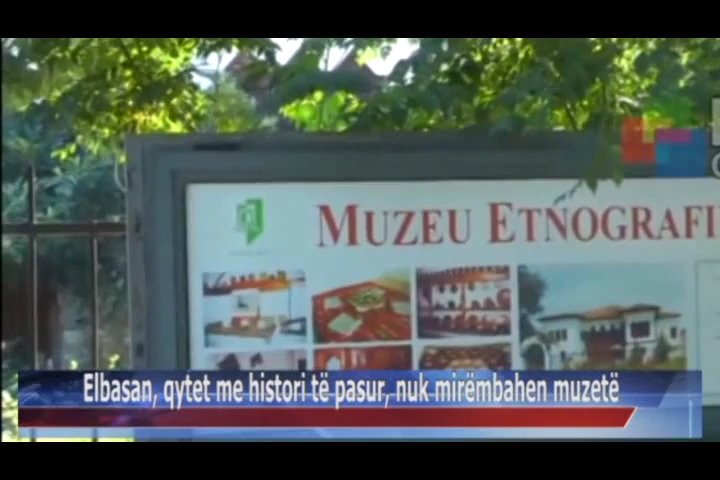 MUZEU ETNOGRAFI
Elbasan, qytet me histori të pasur, nuk mirëmbahen muzetë